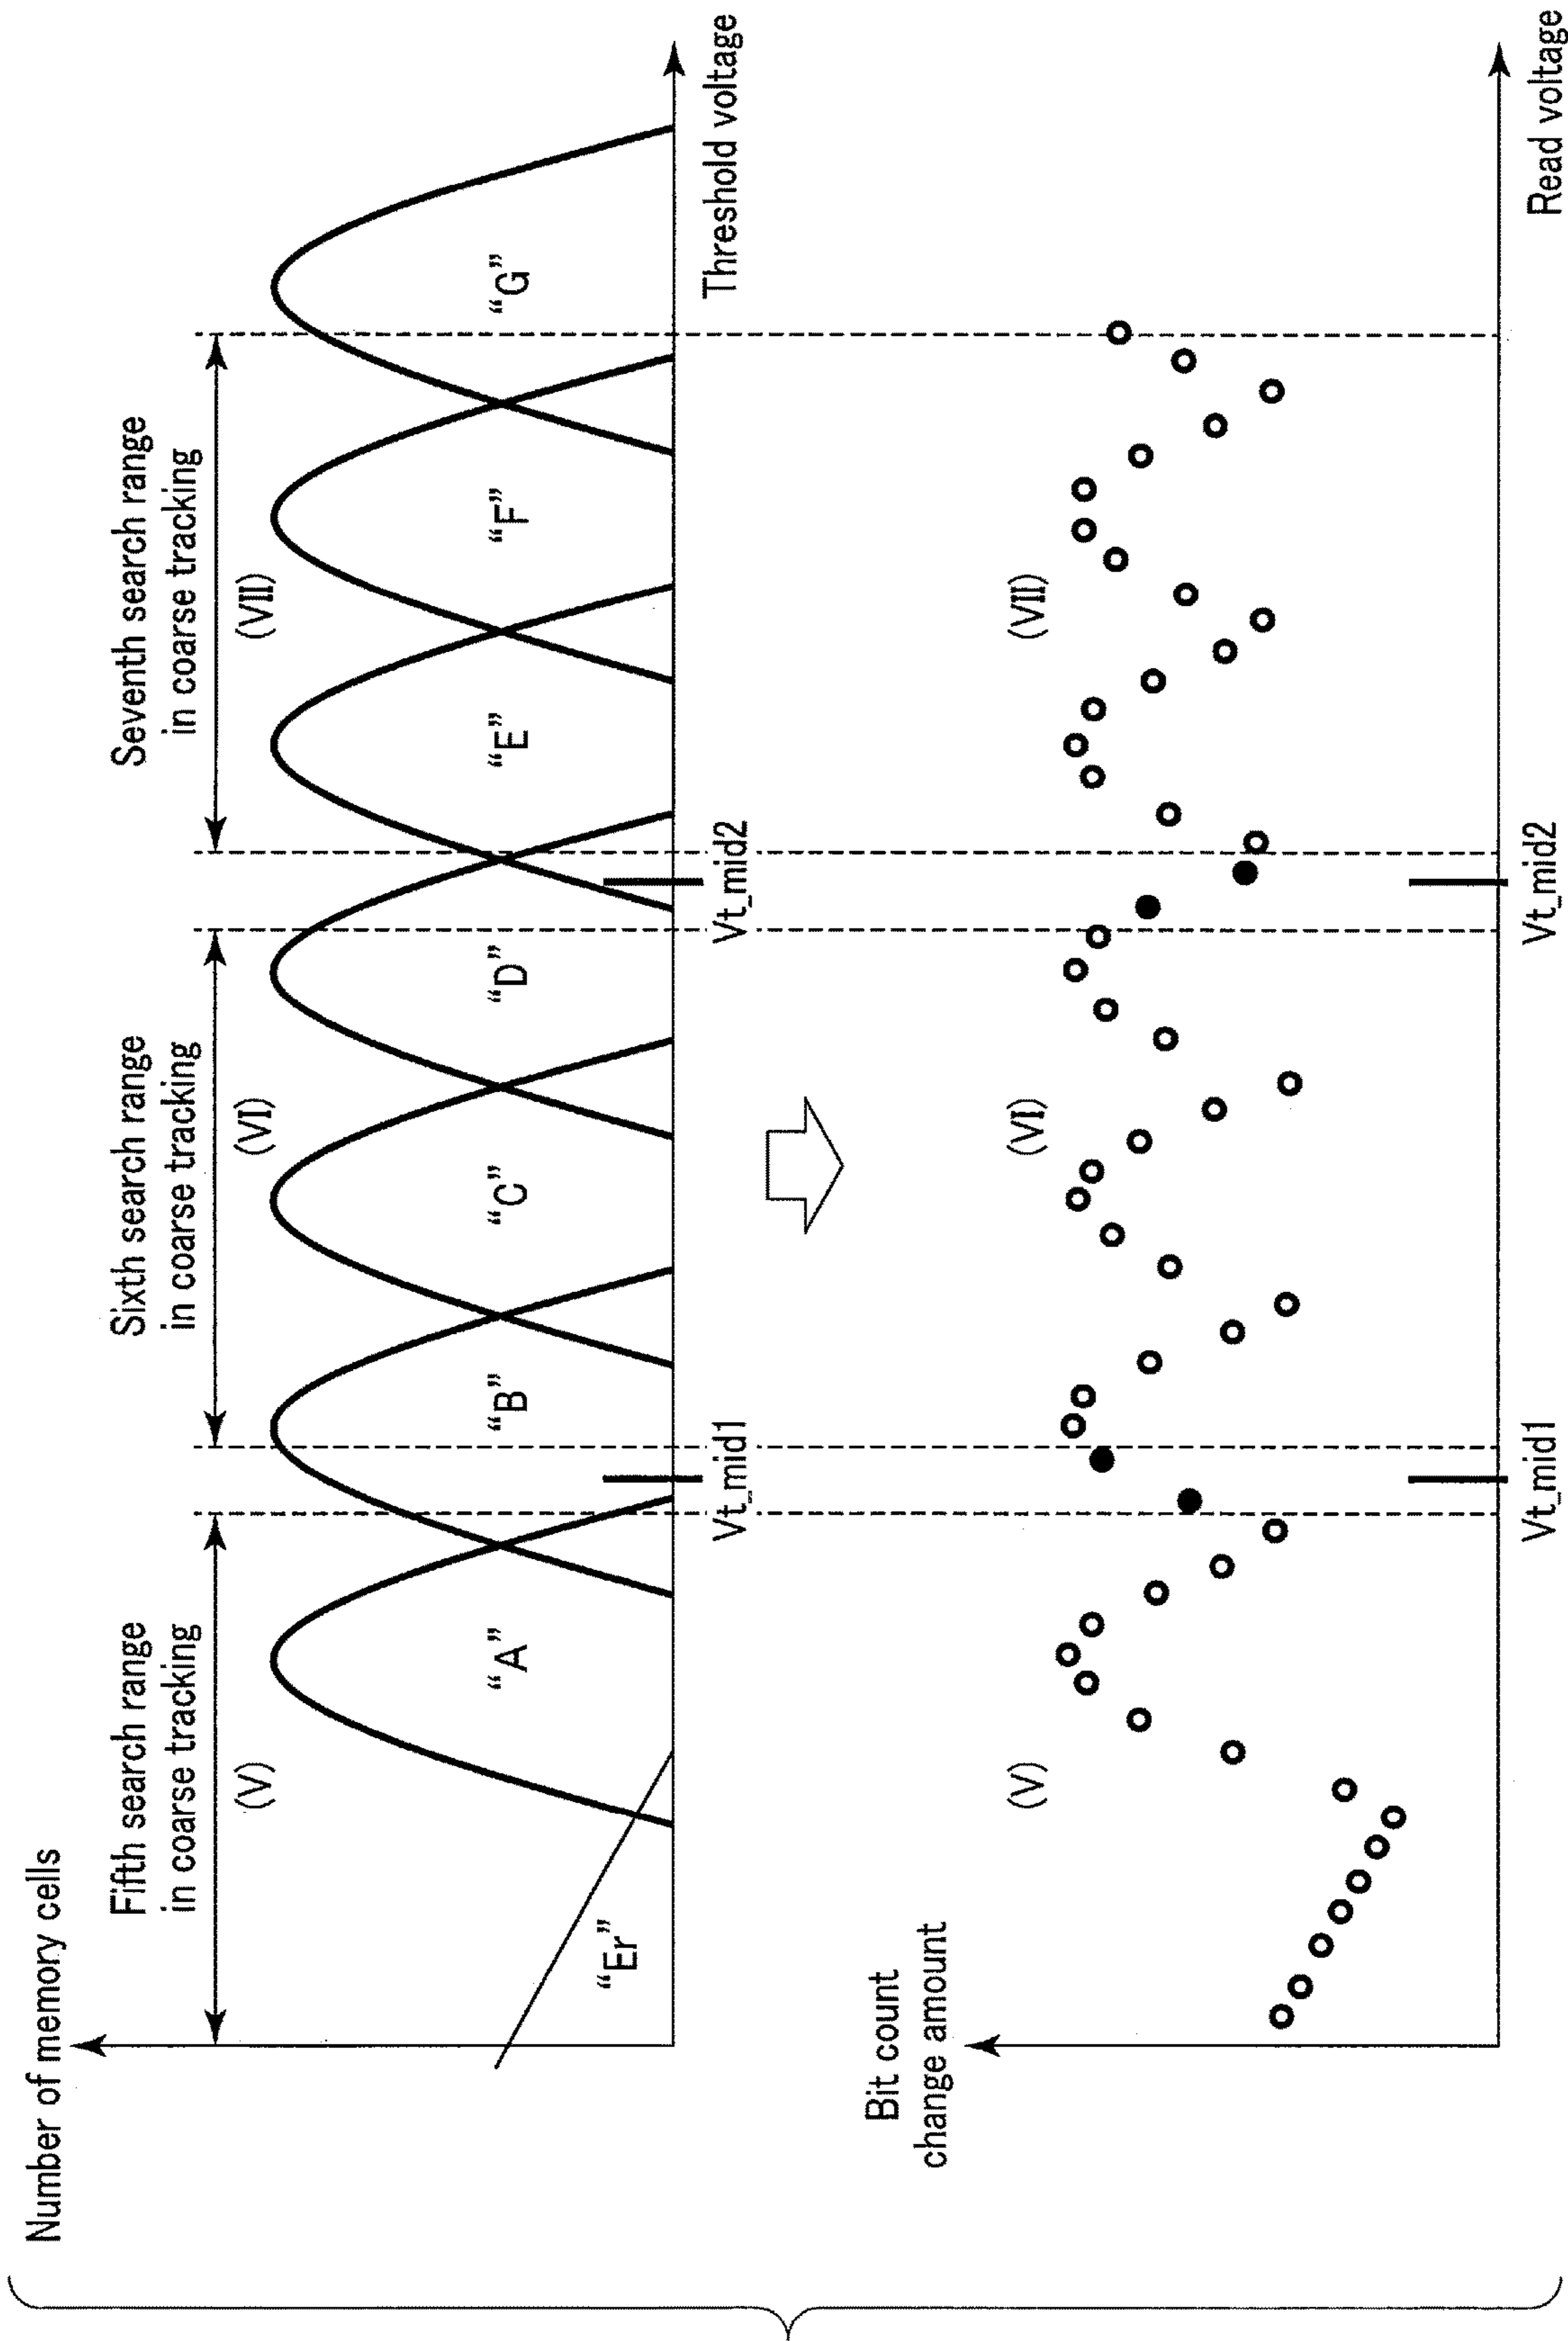 Number of memory cells
Fifth search range
in coarse tracking
(V)
Sixth search range
in coarse tracking
(VI)
Seventh search range
in coarse tracking
(VII)
“Er”
“A”
“B”
“C”
“D”
“E”
“F”
“G”
Vt_mid1
Vt_mid2
Threshold voltage
Bit count
change amount
(V)
(VI)
(VII)
Vt_mid1
Vt_mid2
Read voltage